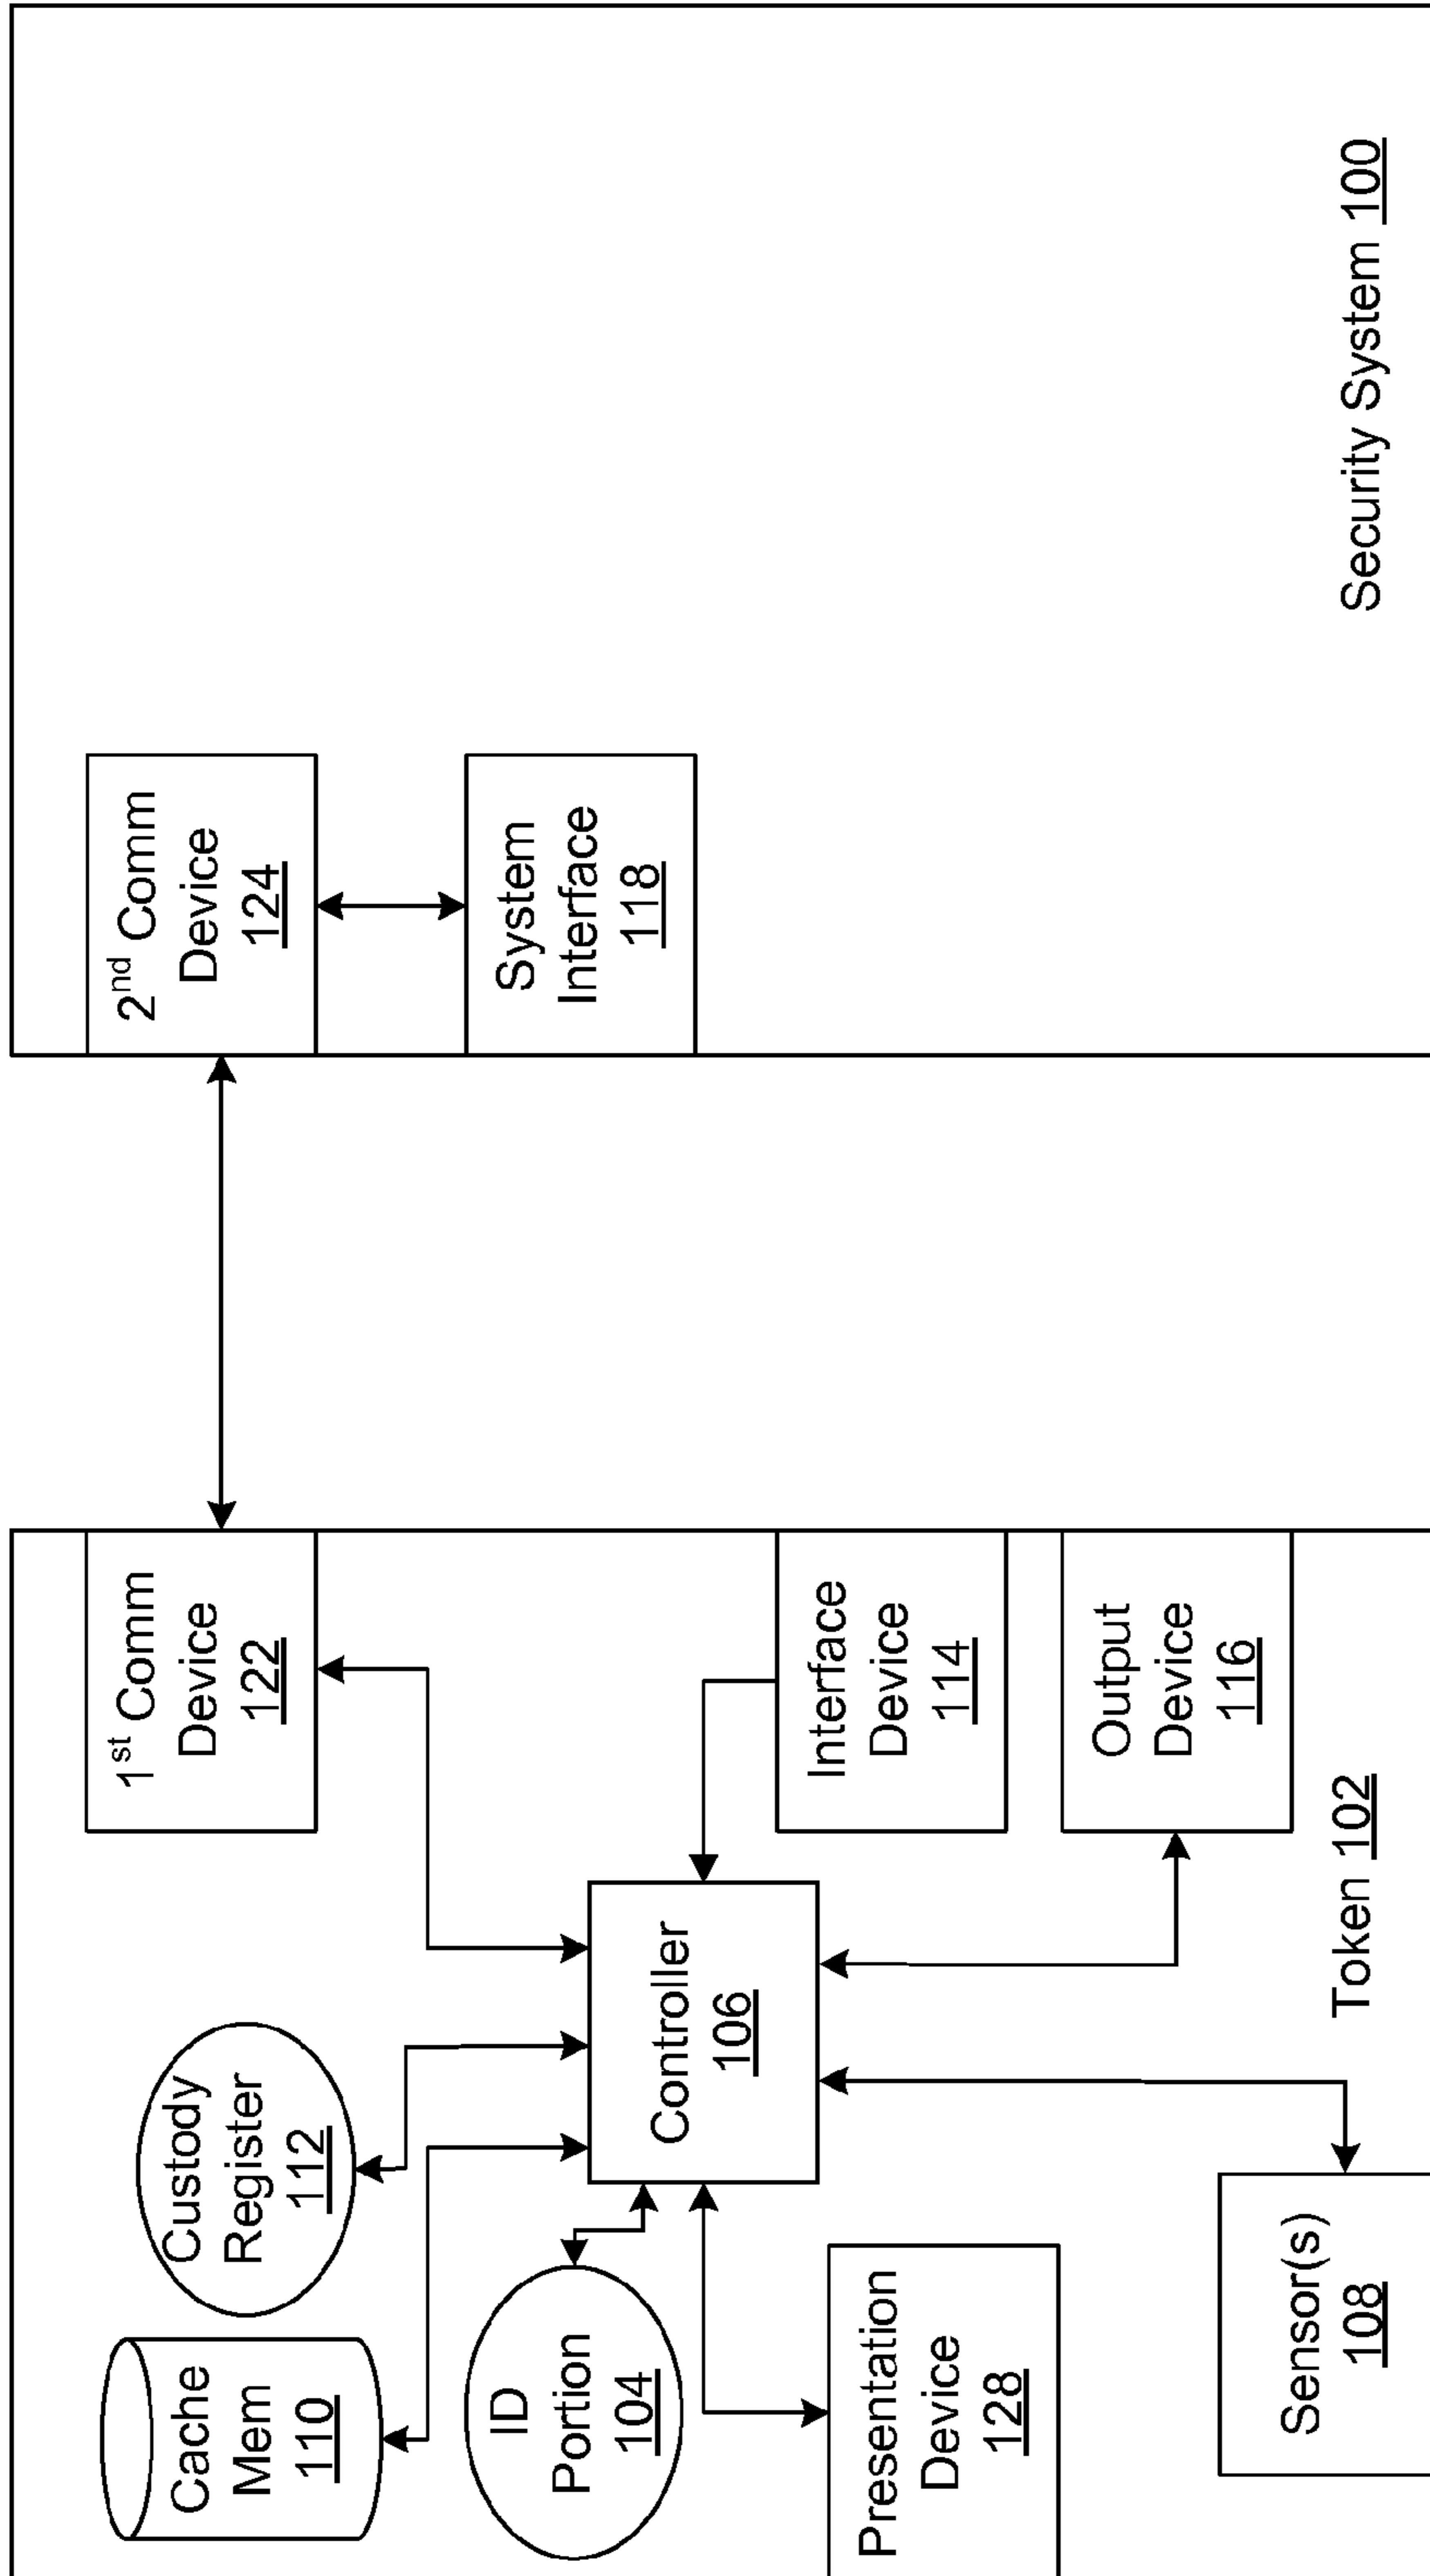 Cache
Mem
110
Custody
Register
112
1st Comm
Device
122
2nd Comm
Device
124
ID
Portion
104
Controller
106
System
Interface
118
Presentation
Device
128
Interface
Device
114
Output
Device
116
Sensor(s)
108
Token 102
Security System 100